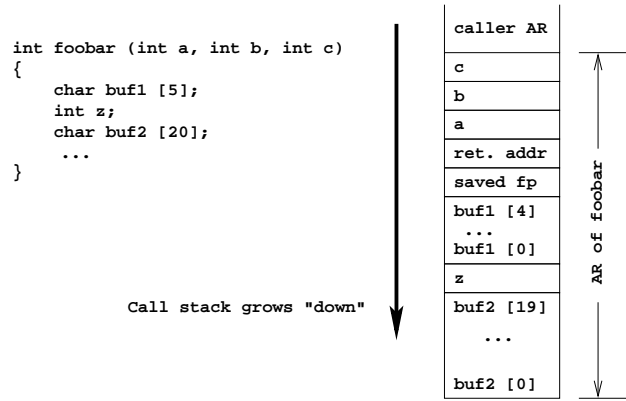 int foobar (int a, int b, int c)
{
char buf1 [5];
int z;
char buf2 [20];
...
}
Call stack grows "down"
caller AR
c
b
a
ret. addr
saved fp
buf1 [4]
...
buf1 [0]
z
buf2 [19]
...
buf2 [0]
AR of foobar